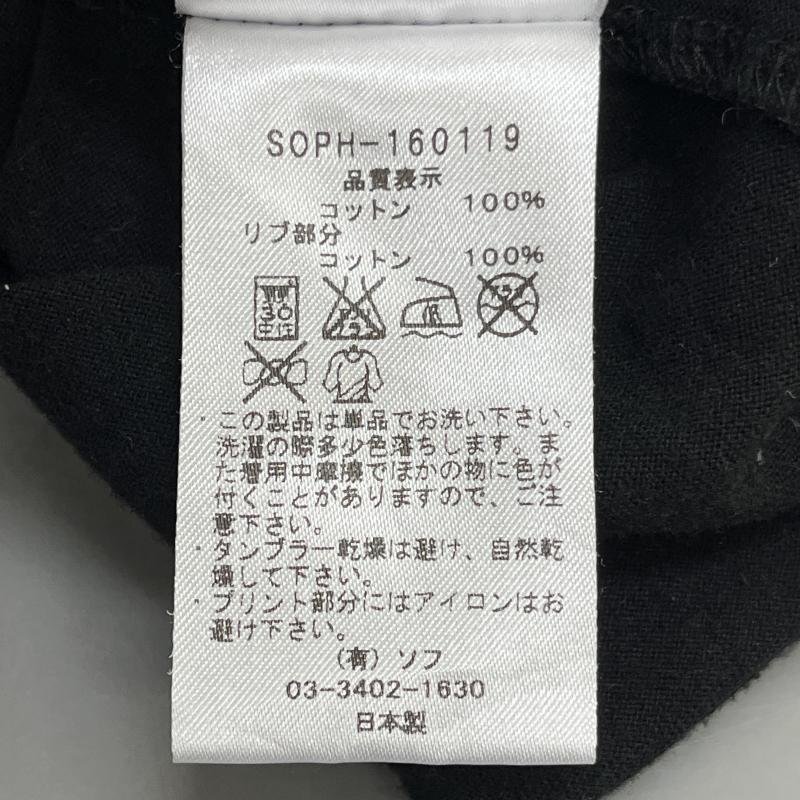 SOPH-160119
品質表示
コットン 100%
リブ部分
コットン 100%
30
中性
・この製品は単品でお洗い下さい。
洗濯の際多少色落ちします。ま
た着用中摩擦でほかの物に色が
付くことがありますので、ご注
意下さい。
・タンブラー乾燥は避け、自然乾
燥して下さい。
・プリント部分にはアイロンはお
避け下さい。
(有)ソフ
03-3402-1630
日本製